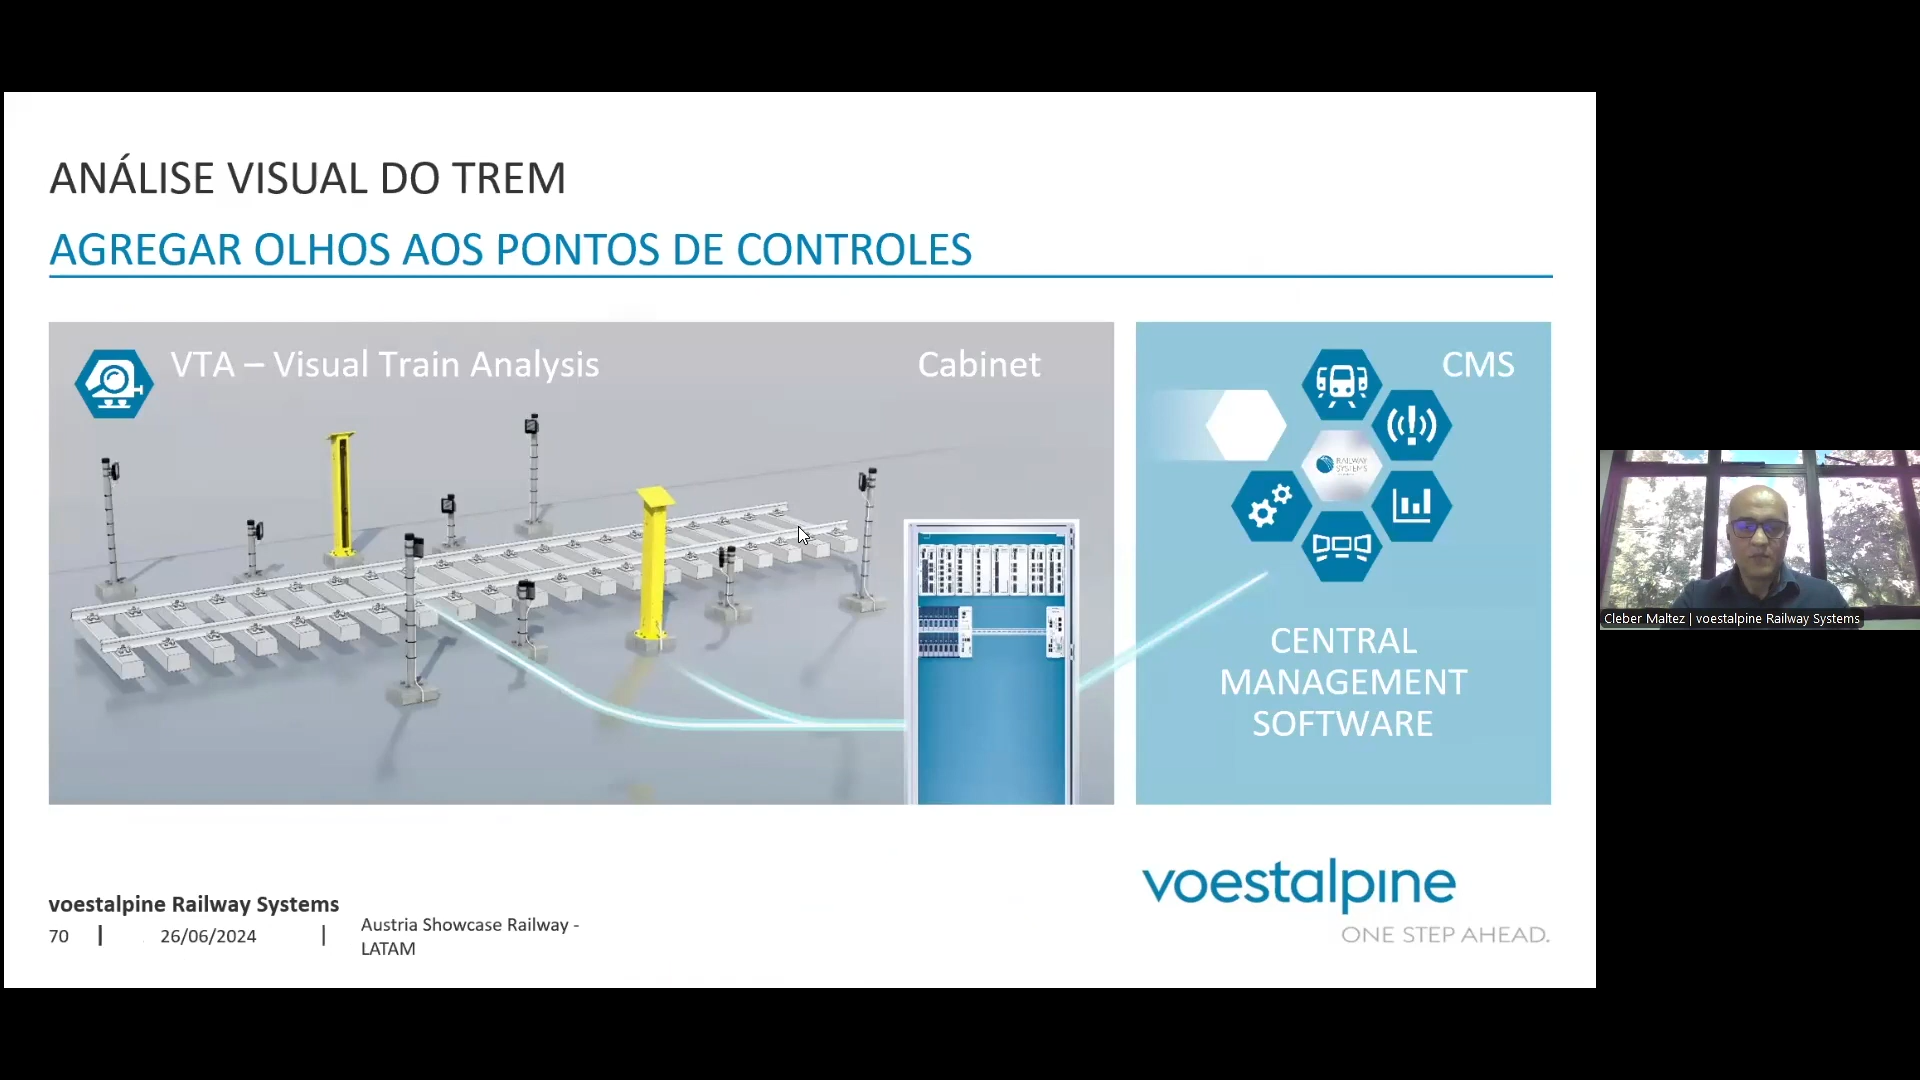 ANÁLISE VISUAL DO TREM
AGREGAR OLHOS AOS PONTOS DE CONTROLES
VTA – Visual Train Analysis
Cabinet
CMS
RAILWAY
SYSTEMS
CENTRAL
MANAGEMENT
SOFTWARE
Cleber Maltez | voestalpine Railway Systems
voestalpine
ONE STEP AHEAD.
voestalpine Railway Systems
70 | 26/06/2024 | Austria Showcase Railway -
LATAM